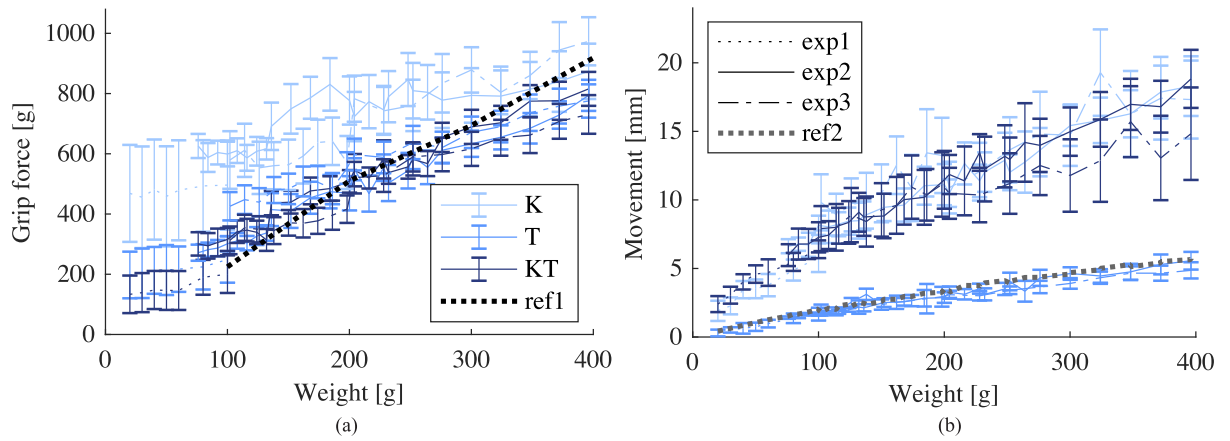 Grip force [g]
1000
800
600
400
200
0
K
T
KT
ref1
0
100
200
300
400
Weight [g]
(a)
Movement [mm]
20
15
10
5
0
exp1
exp2
exp3
ref2
0
100
200
300
400
Weight [g]
(b)